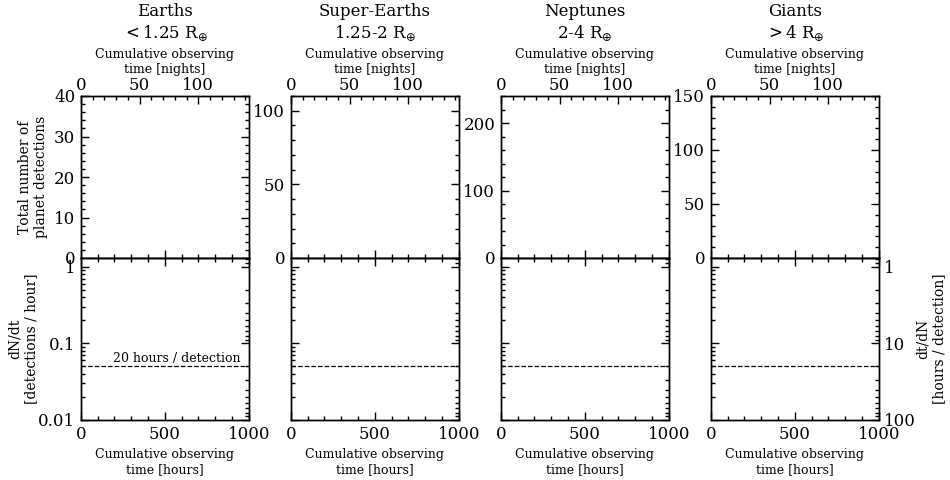 Earths
< 1.25 R⊕
Cumulative observing
time [nights]
0 50 100
Super-Earths
1.25-2 R⊕
Cumulative observing
time [nights]
0 50 100
Neptunes
2-4 R⊕
Cumulative observing
time [nights]
0 50 100
Giants
> 4 R⊕
Cumulative observing
time [nights]
0 50 100
Total number of
planet detections
40
30
20
10
0
100
50
0
200
100
0
150
100
50
0
dN/dt
[detections / hour]
1
0.1
0.01
20 hours / detection
1
10
100
dt/dN
[hours / detection]
0 500 1000
Cumulative observing
time [hours]
0 500 1000
Cumulative observing
time [hours]
0 500 1000
Cumulative observing
time [hours]
0 500 1000
Cumulative observing
time [hours]